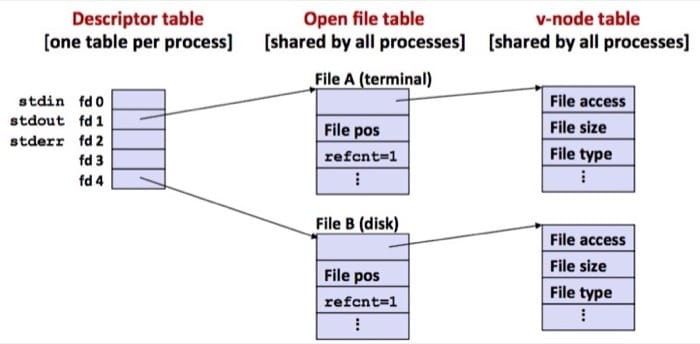 Descriptor table
[one table per process]
Open file table
[shared by all processes]
v-node table
[shared by all processes]
stdin fd 0
stdout fd 1
stderr fd 2
fd 3
fd 4
File A (terminal)
File pos
refcnt=1
⋮
File access
File size
File type
⋮
File B (disk)
File pos
refcnt=1
⋮
File access
File size
File type
⋮